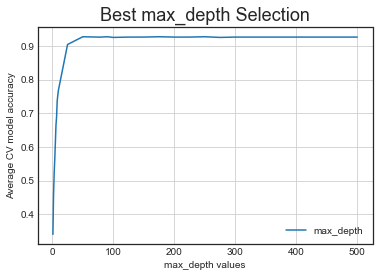 Best max_depth Selection
Average CV model accuracy
0.9
0.8
0.7
0.6
0.5
0.4
0 100 200 300 400 500
max_depth
max_depth values